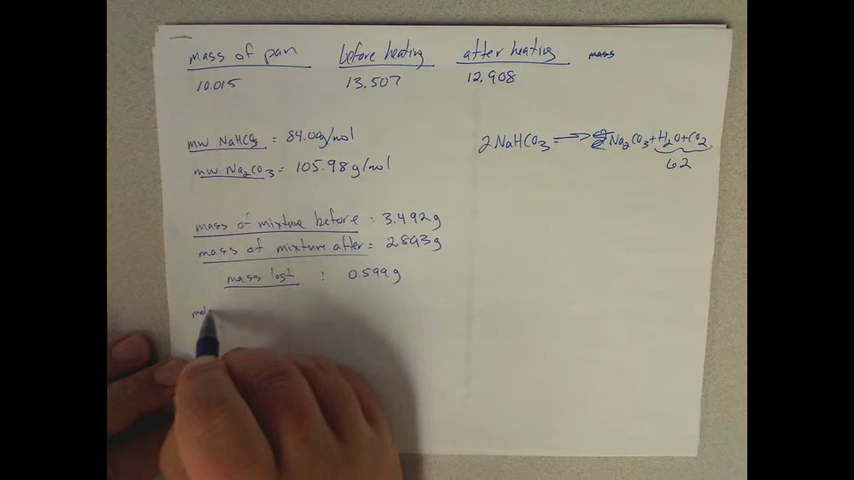 mass of pan before heating after heating mass
10.015 13.507 12.908
mw NaHCO3 = 84.00g/mol
2NaHCO3 → Na2CO3 + H2O + CO2
mw Na2CO3 = 105.98 g/mol
62
mass of mixture before : 3.492g
mass of mixture after = 2.893g
mass lost : 0.599g
mol